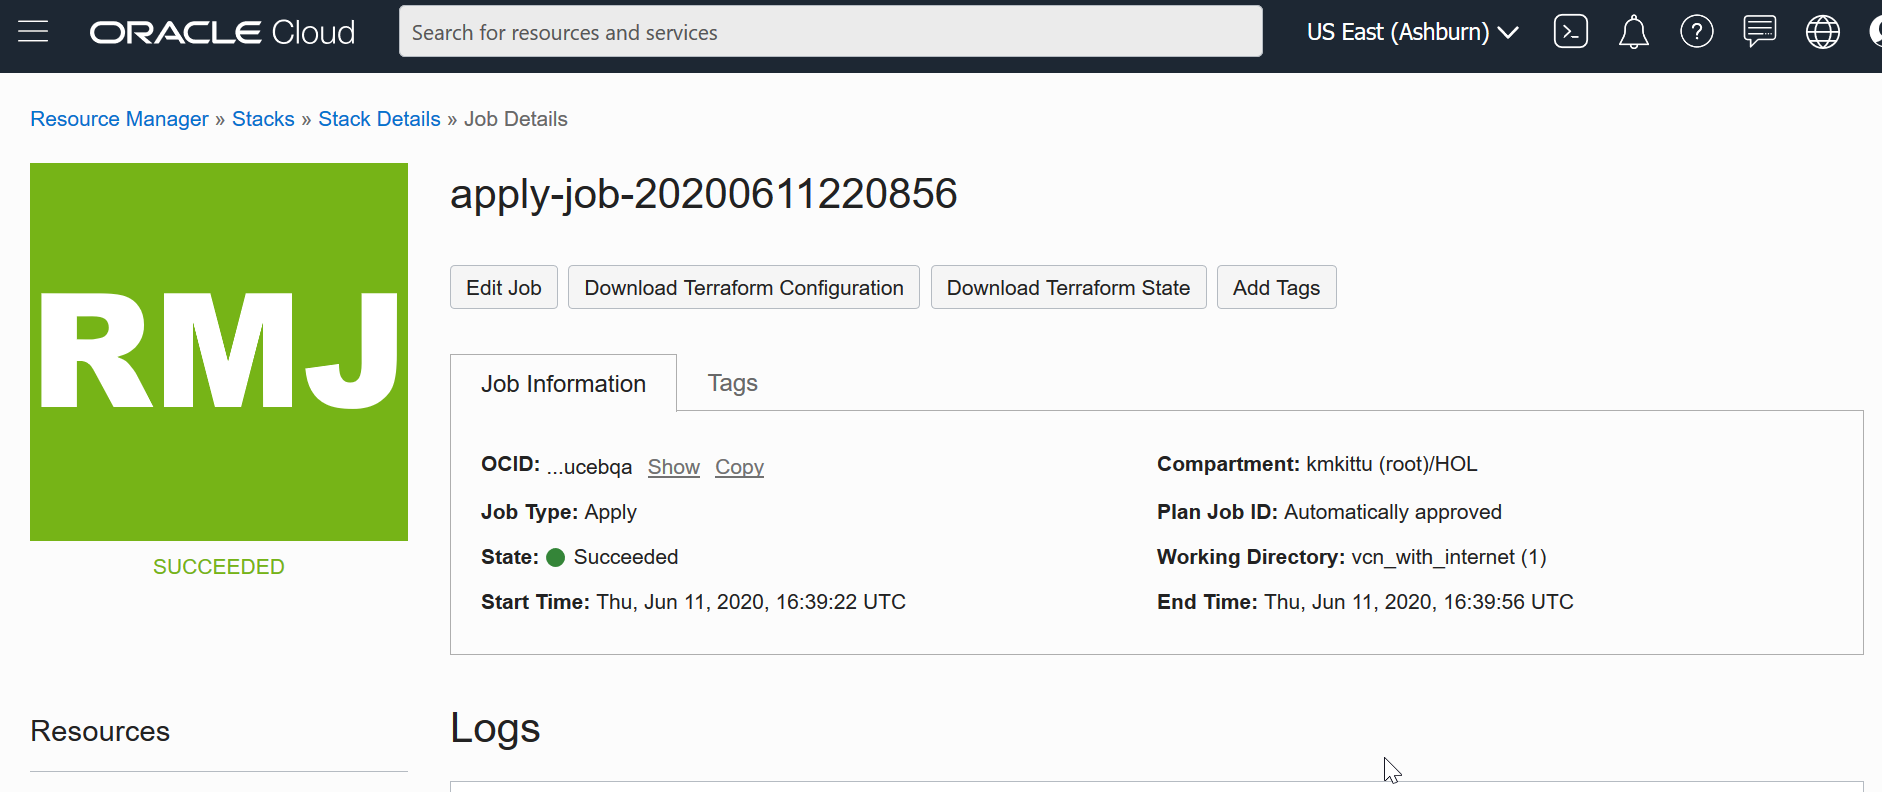 ORACLE Cloud
Search for resources and services
US East (Ashburn)
Resource Manager » Stacks » Stack Details » Job Details
RMJ
SUCCEEDED
apply-job-20200611220856
Edit Job
Download Terraform Configuration
Download Terraform State
Add Tags
Job Information
Tags
OCID: ...ucebqa Show Copy
Job Type: Apply
State: Succeeded
Start Time: Thu, Jun 11, 2020, 16:39:22 UTC
Compartment: kmkittu (root)/HOL
Plan Job ID: Automatically approved
Working Directory: vcn_with_internet (1)
End Time: Thu, Jun 11, 2020, 16:39:56 UTC
Resources
Logs